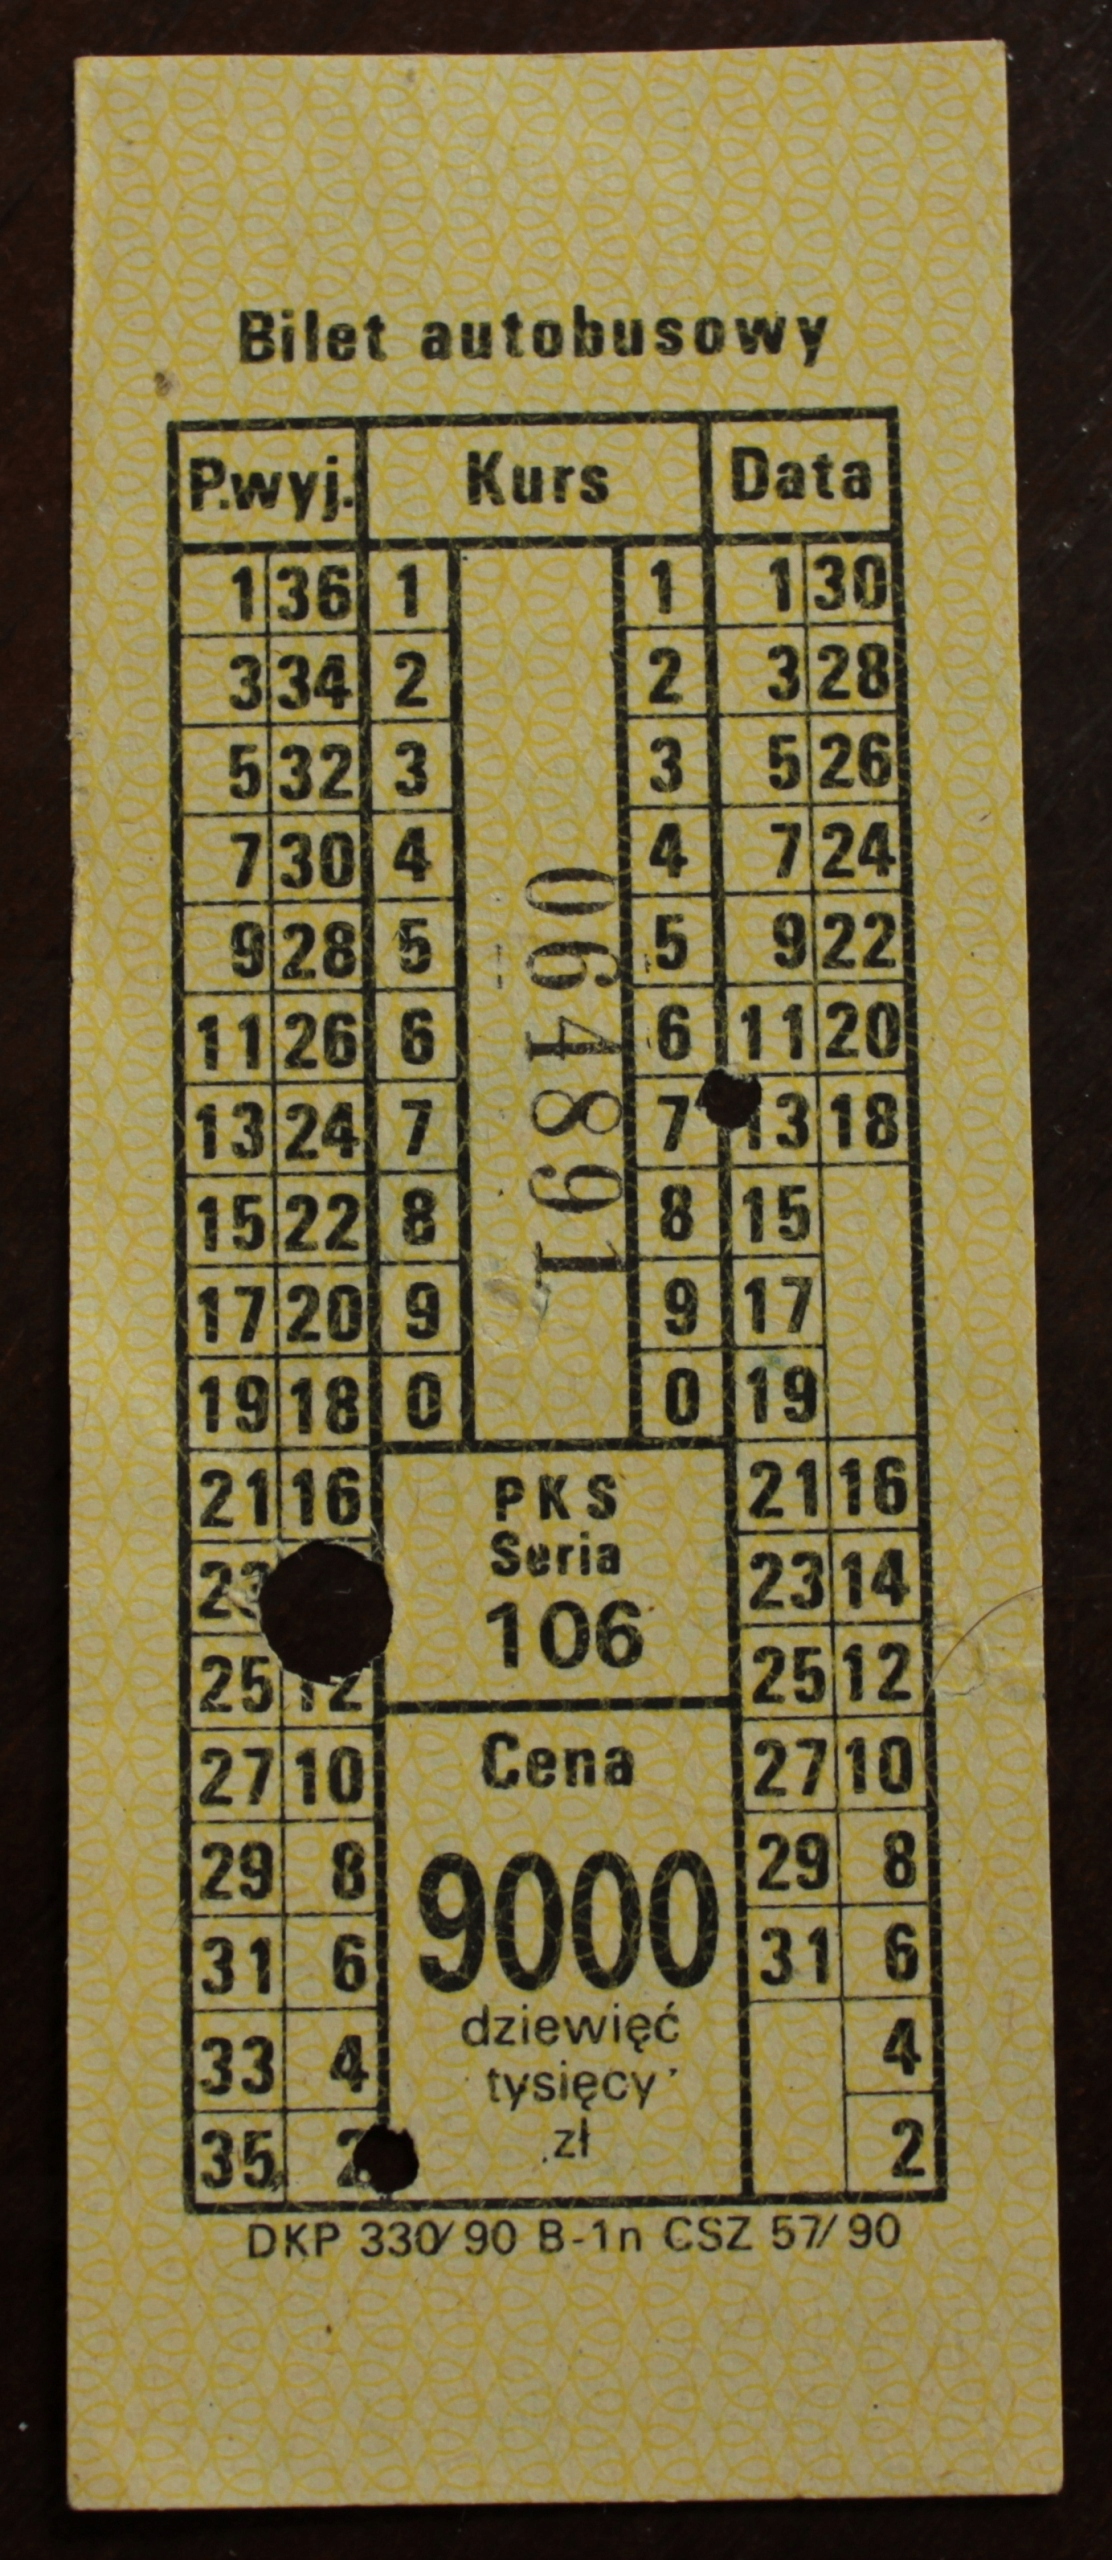 Bilet autobusowy
P.wyj. Kurs Data
1 36 1 1 1 30
3 34 2 2 3 28
5 32 3 3 5 26
7 30 4 4 7 24
9 28 5 5 9 22
11 26 6 6 11 20
13 24 7 7 13 18
15 22 8 8 15
17 20 9 9 17
19 18 0 0 19
064891
21 16 PKS 21 16
Seria
23 106 23 14
25 12 25 12
27 10 Cena 27 10
29 8 9000 29 8
31 6 31 6
33 4 dziewięć 4
tysięcy
35 2 zł 2
DKP 330/90 B-1n CSZ 57/90